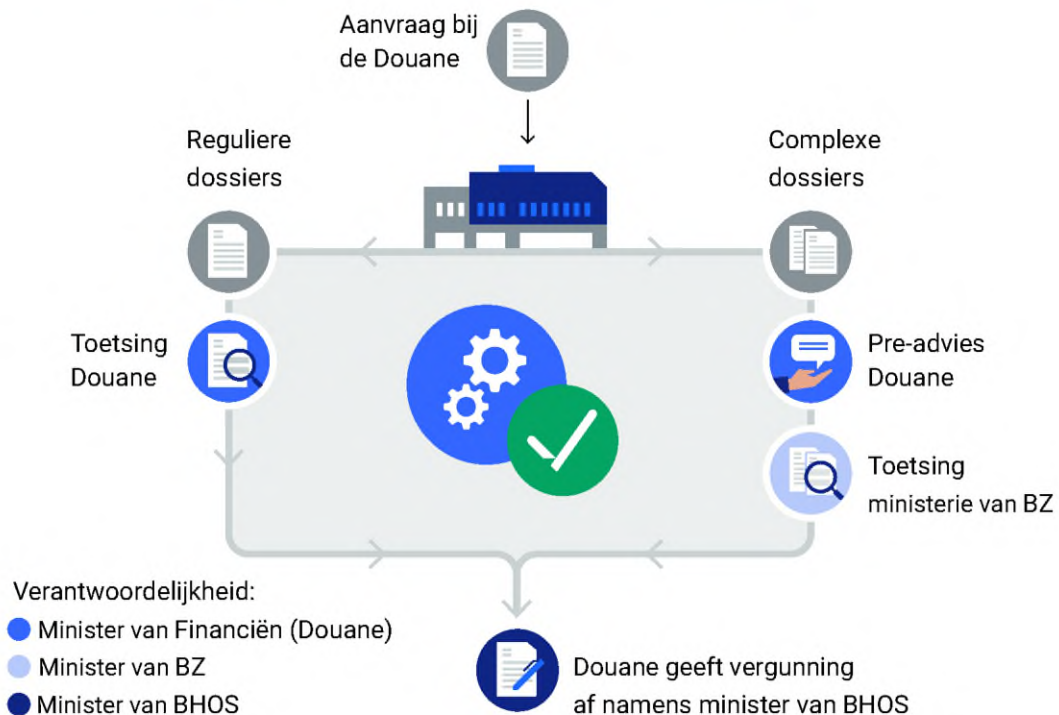 Aanvraag bij
de Douane
Reguliere
dossiers
Complexe
dossiers
Toetsing
Douane
Pre-advies
Douane
Toetsing
ministerie van BZ
Verantwoordelijkheid:
Minister van Financiën (Douane)
Minister van BZ
Minister van BHOS
Douane geeft vergunning
af namens minister van BHOS